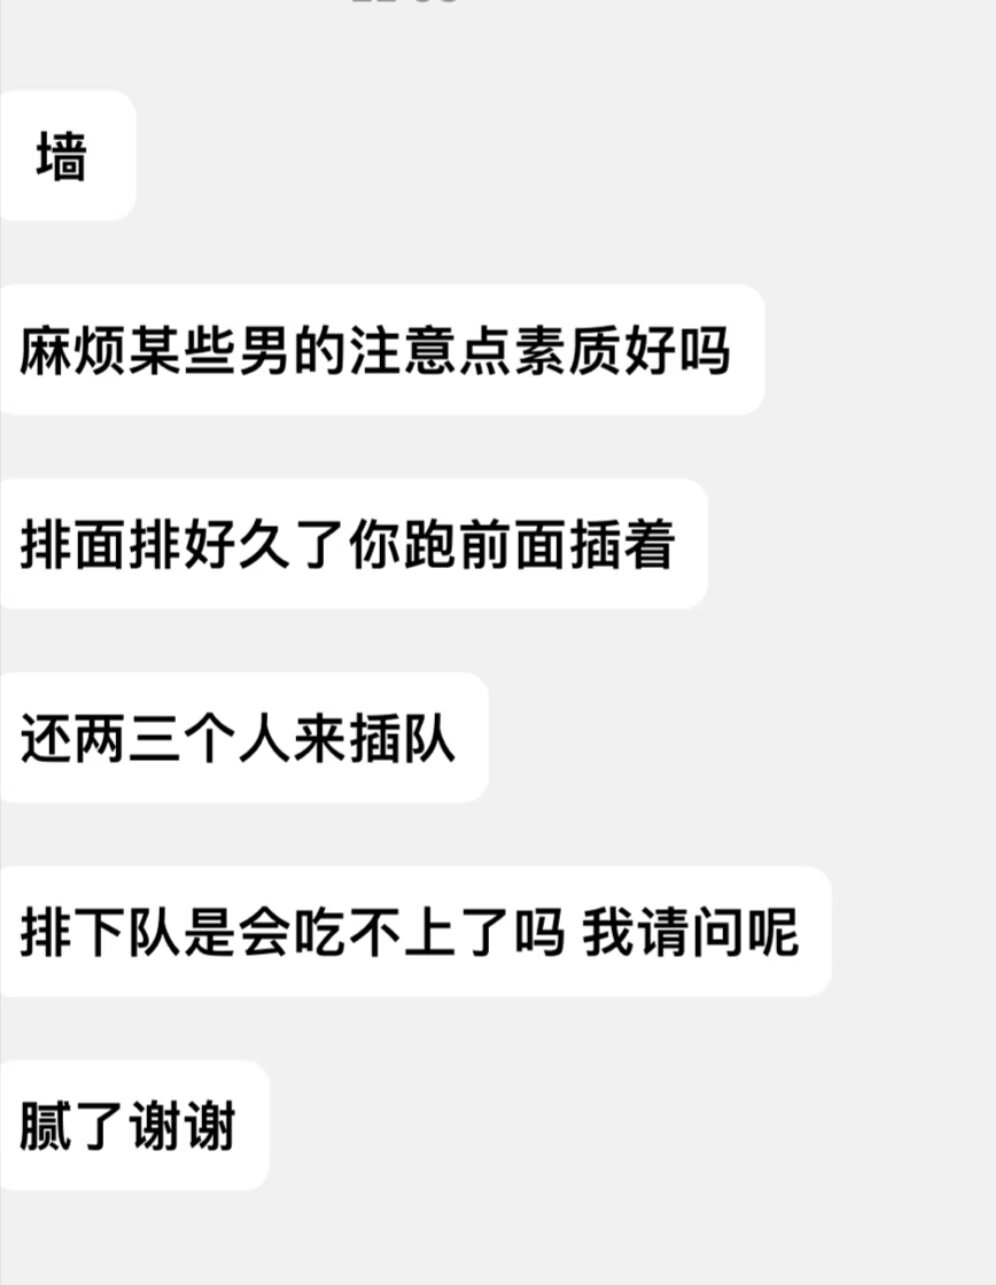 墙
麻烦某些男的注意点素质好吗
排面排好久了你跑前面插着
还两三个人来插队
排下队是会吃不上了吗 我请问呢
腻了谢谢